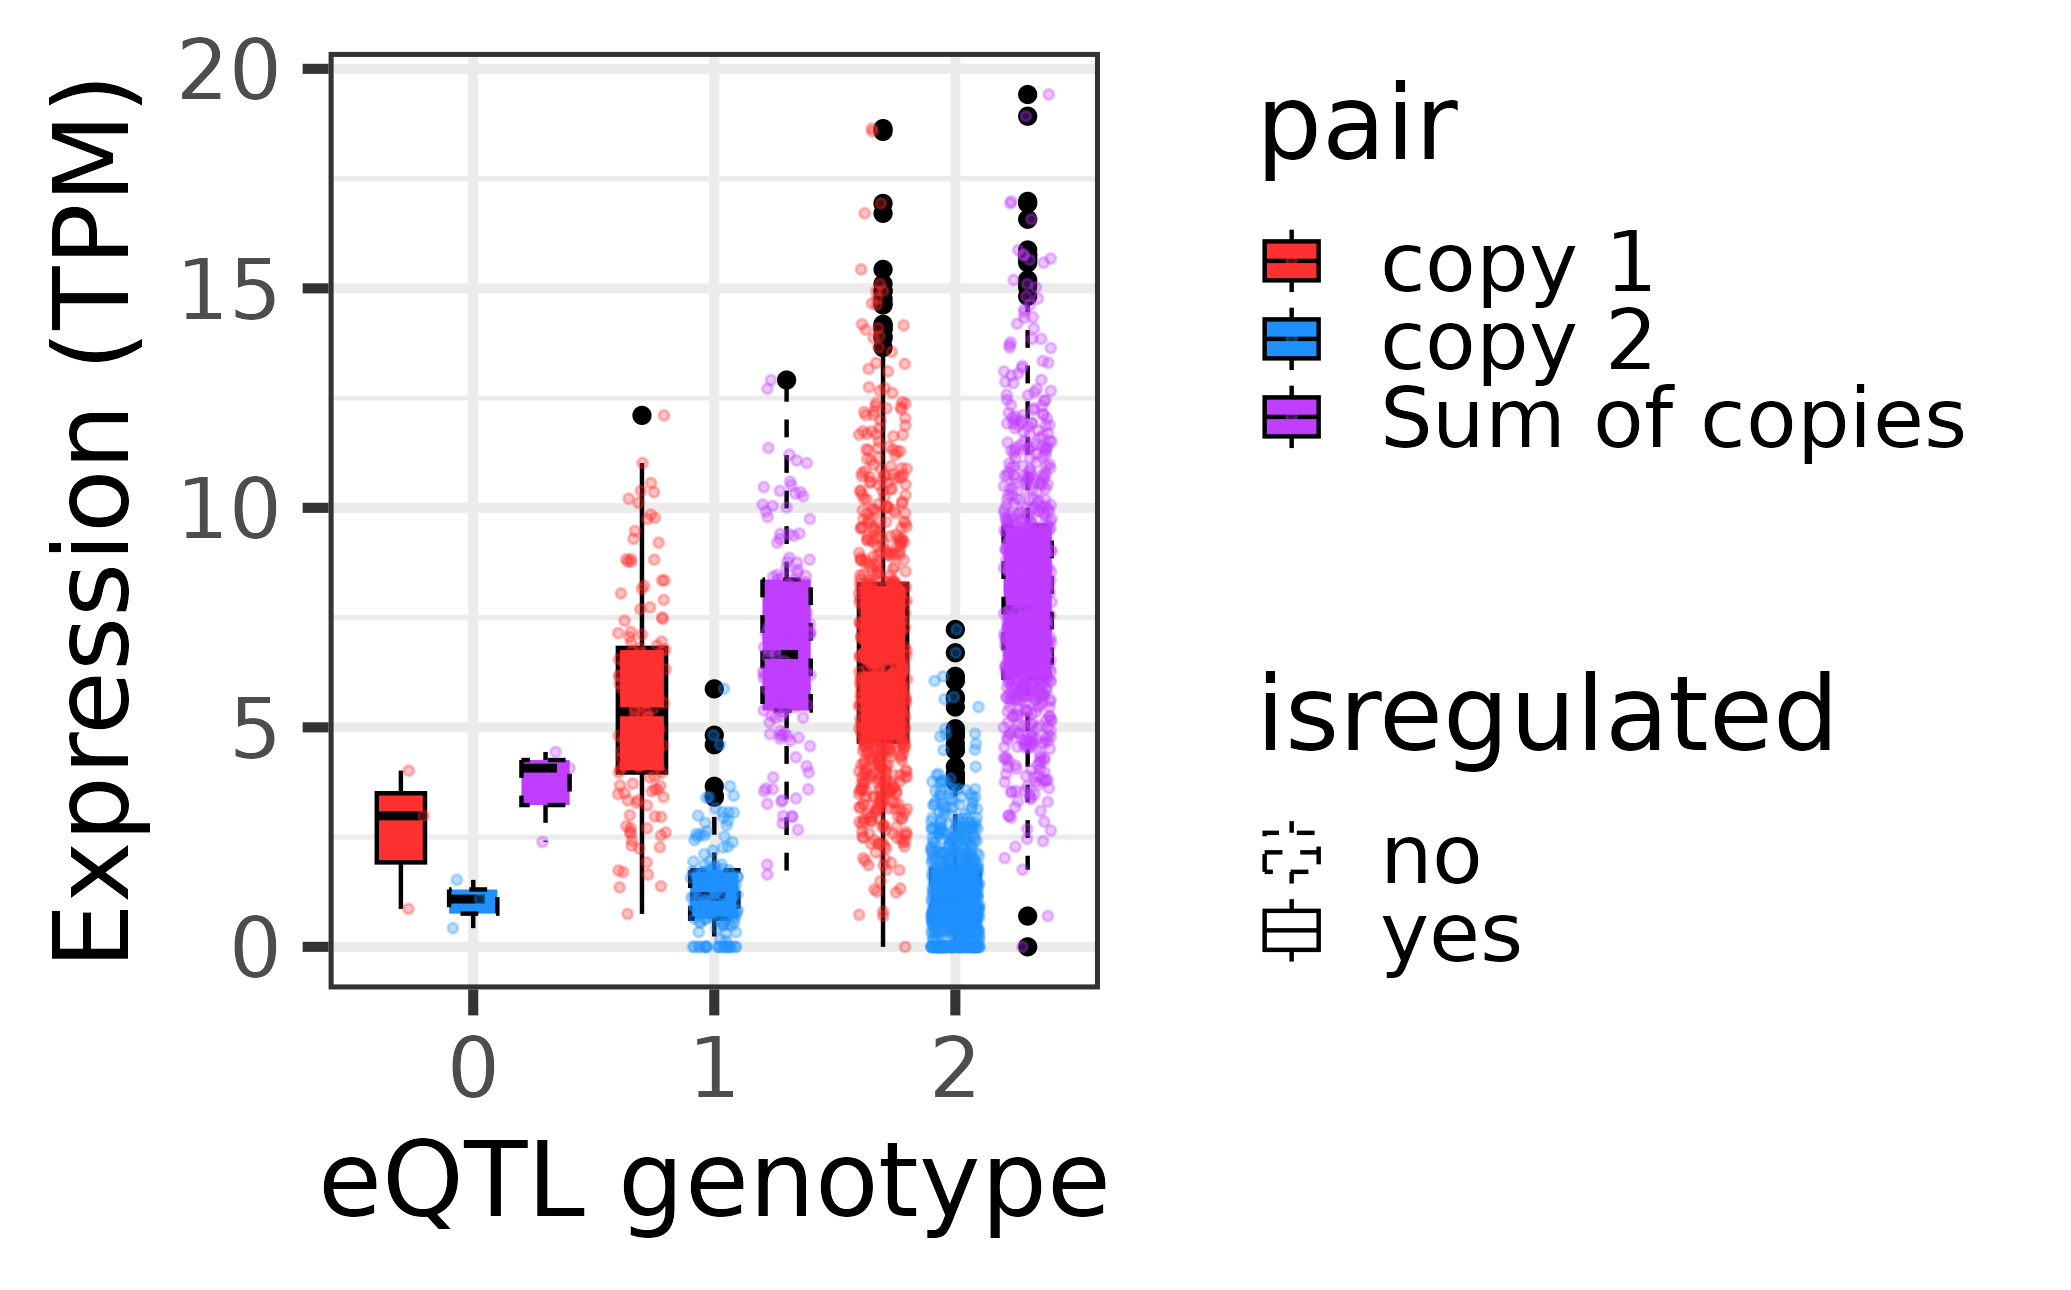 Expression (TPM)
20
15
10
5
0
0 1 2
eQTL genotype
pair
copy 1
copy 2
Sum of copies
isregulated
no
yes